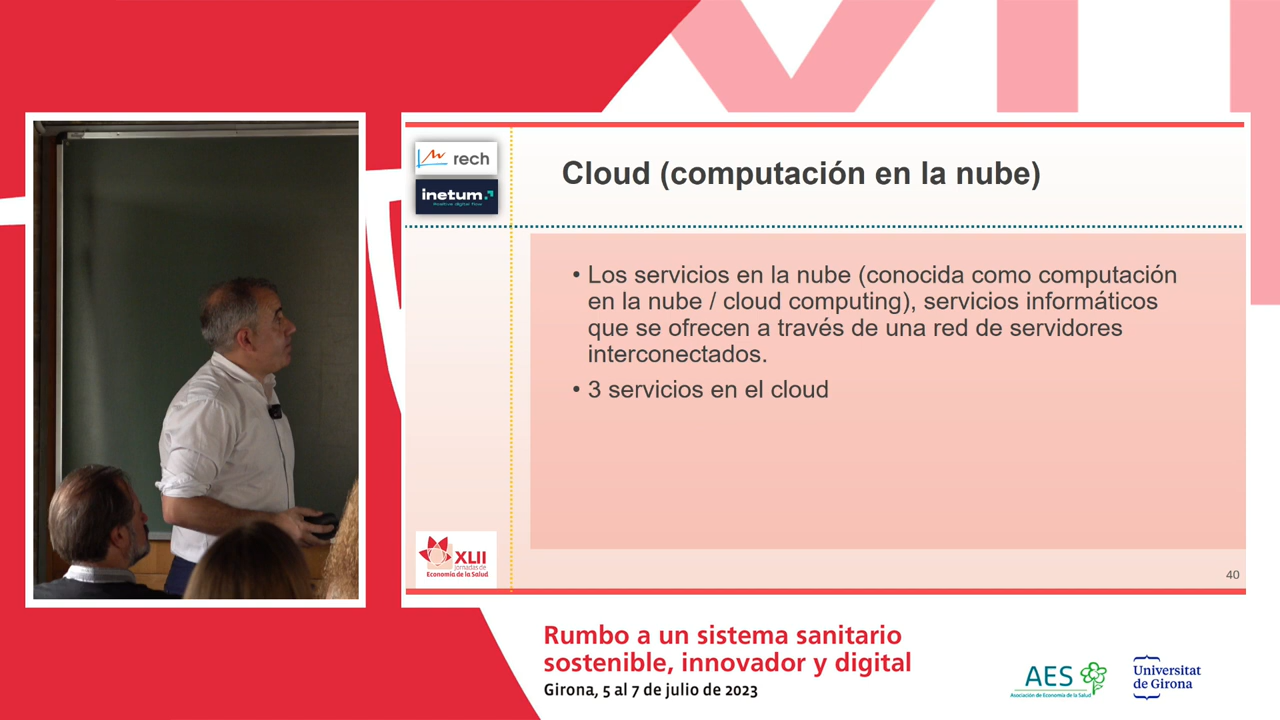 rech
inetum.
Positive digital flow
Cloud (computación en la nube)
• Los servicios en la nube (conocida como computación
en la nube / cloud computing), servicios informáticos
que se ofrecen a través de una red de servidores
interconectados.
• 3 servicios en el cloud
XLII
Jornadas de
Economía de la Salud
40
Rumbo a un sistema sanitario
sostenible, innovador y digital
Girona, 5 al 7 de julio de 2023
AES
Asociación de Economía de la Salud
Universitat
de Girona